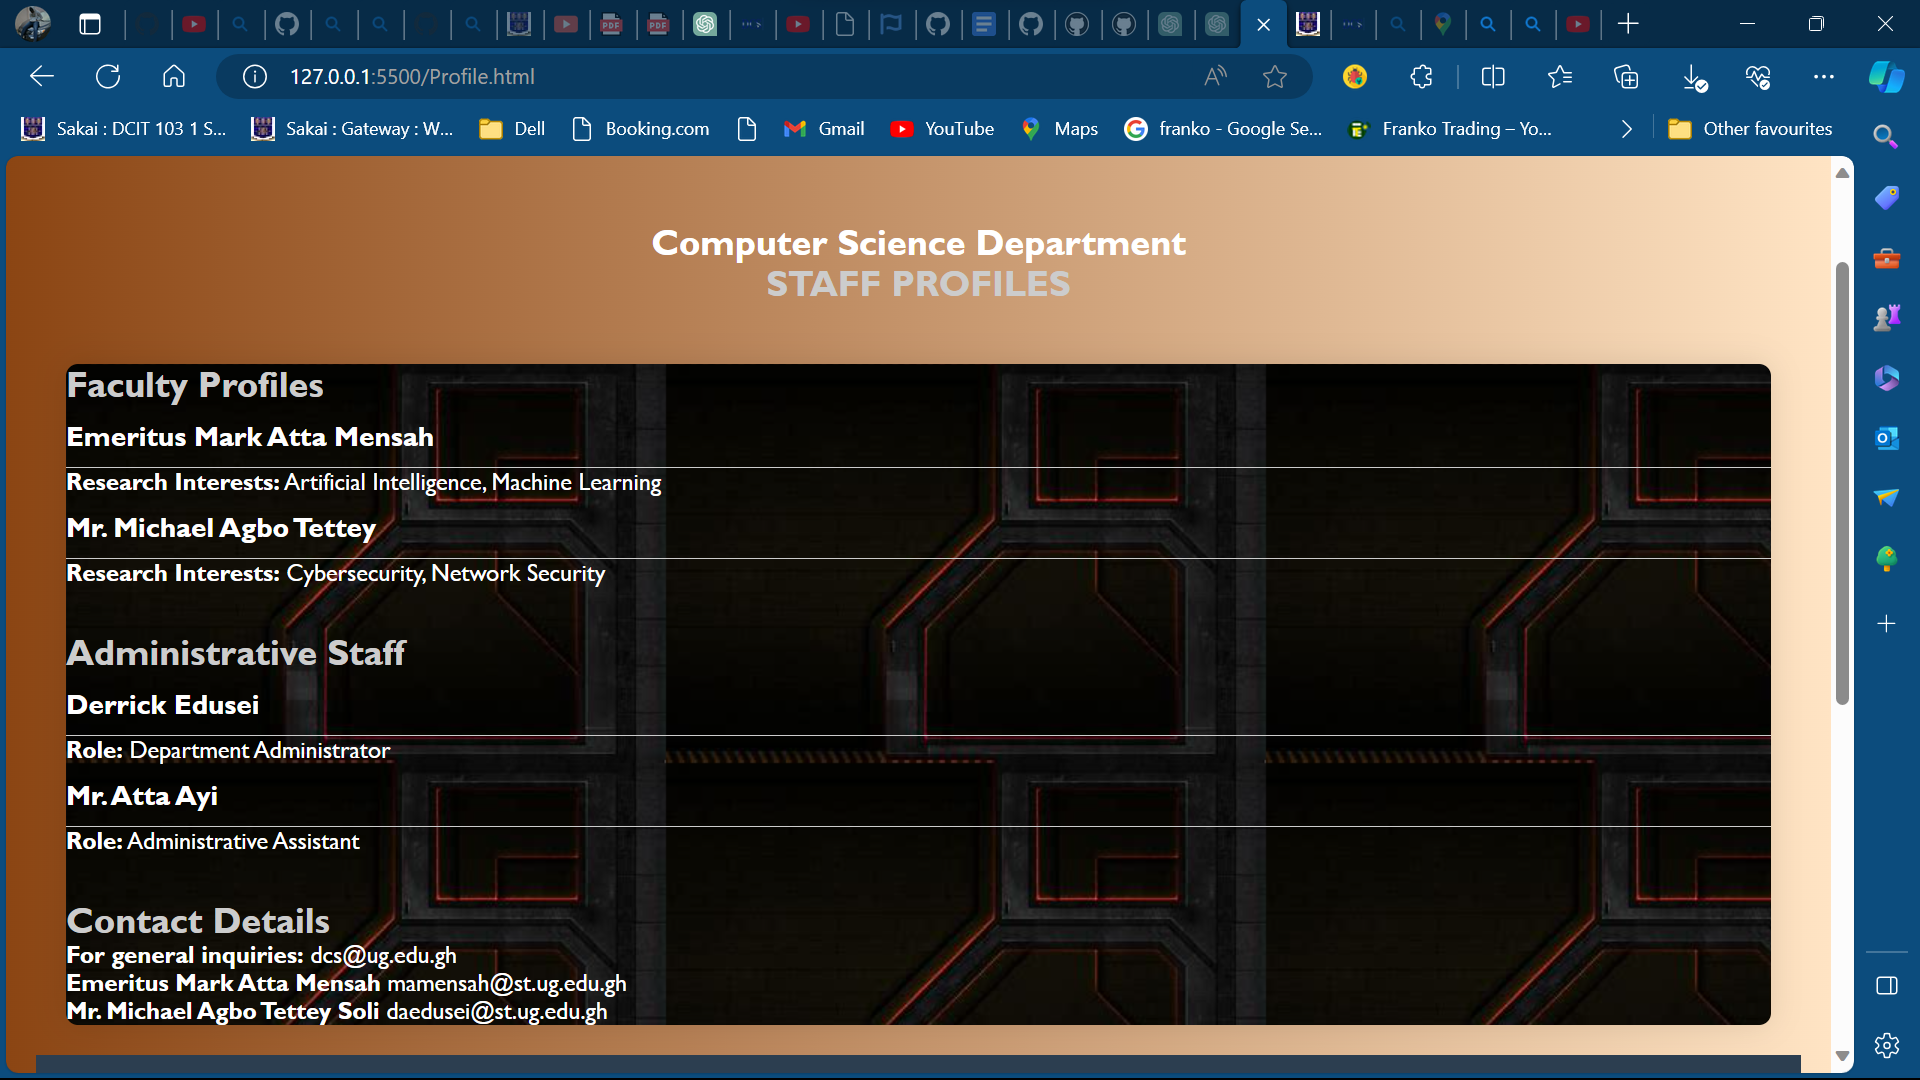 127.0.0.1:5500/Profile.html
Sakai : DCIT 103 1 S...
Sakai : Gateway : W...
Dell
Booking.com
Gmail
YouTube
Maps
franko - Google Se...
Franko Trading – Yo...
Other favourites
Computer Science Department
STAFF PROFILES
Faculty Profiles
Emeritus Mark Atta Mensah
Research Interests: Artificial Intelligence, Machine Learning
Mr. Michael Agbo Tettey
Research Interests: Cybersecurity, Network Security
Administrative Staff
Derrick Edusei
Role: Department Administrator
Mr. Atta Ayi
Role: Administrative Assistant
Contact Details
For general inquiries: dcs@ug.edu.gh
Emeritus Mark Atta Mensah mamensah@st.ug.edu.gh
Mr. Michael Agbo Tettey Soli daedusei@st.ug.edu.gh